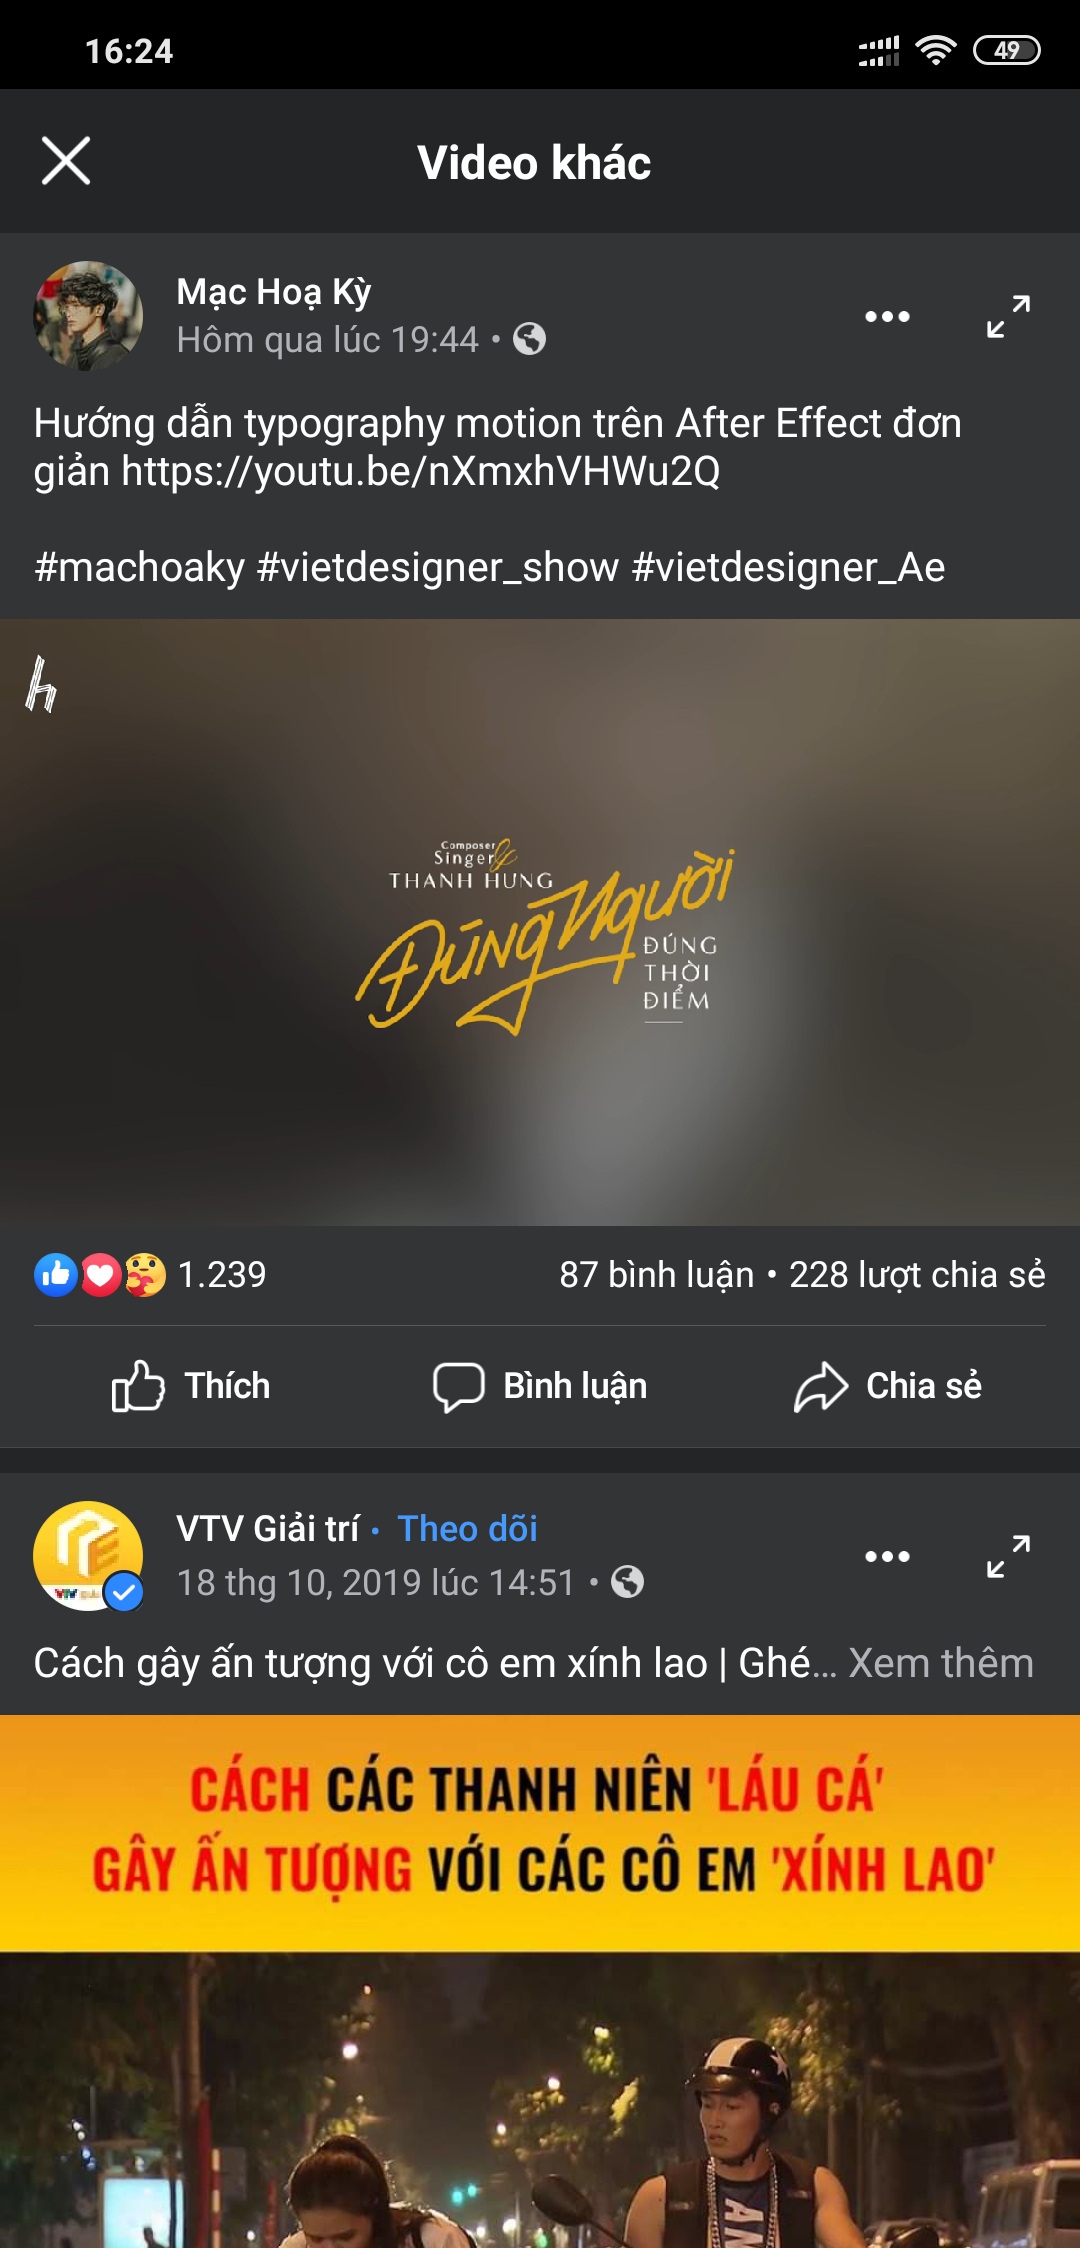 16:24
49
Video khác
Mạc Hoạ Kỳ
Hôm qua lúc 19:44 •
Hướng dẫn typography motion trên After Effect đơn
giản https://youtu.be/nXmxhVHWu2Q
#machoaky #vietdesigner_show #vietdesigner_Ae
h
Composer
Singer &
THANH HƯNG
ĐÚNG NGƯỜI
ĐÚNG
THỜI
ĐIỂM
1.239
87 bình luận • 228 lượt chia sẻ
Thích
Bình luận
Chia sẻ
VTV Giải trí • Theo dõi
18 thg 10, 2019 lúc 14:51 •
Cách gây ấn tượng với cô em xính lao | Ghé... Xem thêm
CÁCH CÁC THANH NIÊN 'LÁU CÁ'
GÂY ẤN TƯỢNG VỚI CÁC CÔ EM 'XÍNH LAO'